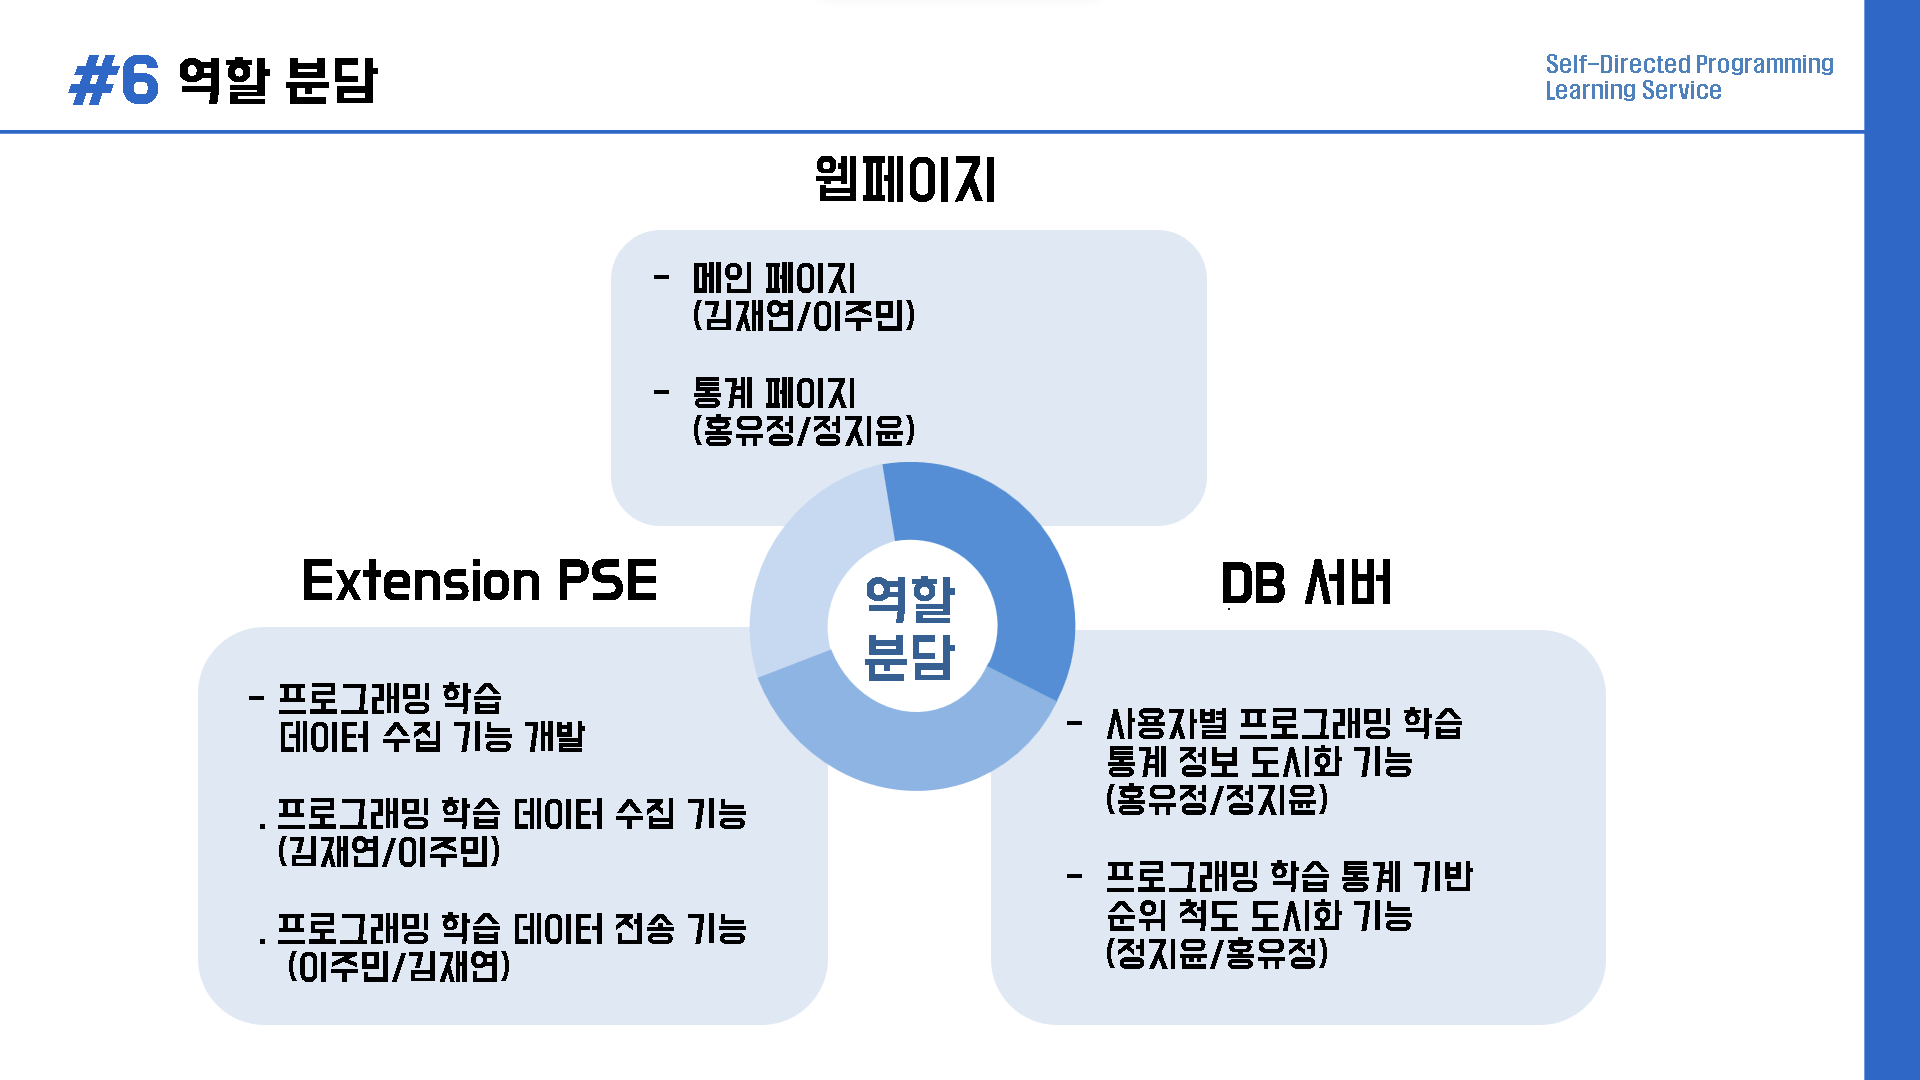 #6 역할 분담
Self-Directed Programming
Learning Service
웹페이지
- 메인 페이지
(김재연/이주민)
- 통계 페이지
(홍유정/정지윤)
역할
분담
Extension PSE
- 프로그래밍 학습
데이터 수집 기능 개발
. 프로그래밍 학습 데이터 수집 기능
(김재연/이주민)
. 프로그래밍 학습 데이터 전송 기능
(이주민/김재연)
DB 서버
- 사용자별 프로그래밍 학습
통계 정보 도시화 기능
(홍유정/정지윤)
- 프로그래밍 학습 통계 기반
순위 척도 도시화 기능
(정지윤/홍유정)